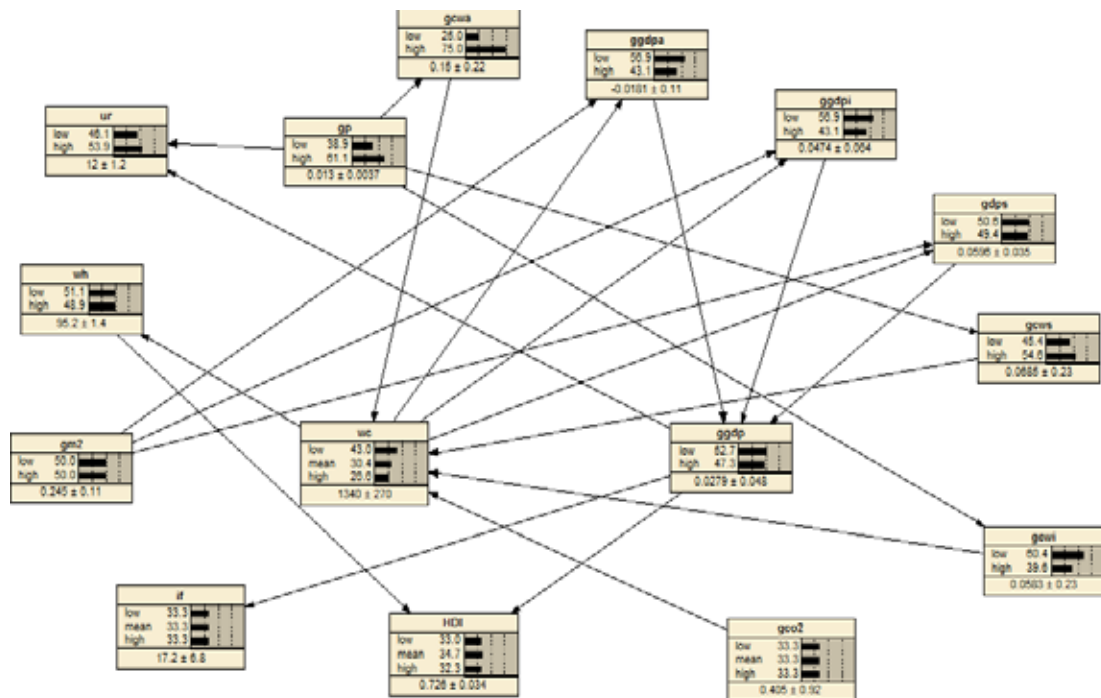 gcwa
low 25.0
high 75.0
0.15 ± 0.22
ggdpa
low 56.9
high 43.1
-0.0181 ± 0.11
ggdpi
low 56.9
high 43.1
0.0474 ± 0.064
ur
low 46.1
high 53.9
12 ± 1.2
gp
low 38.9
high 61.1
0.013 ± 0.0037
gdps
low 50.6
high 49.4
0.0596 ± 0.035
wh
low 51.1
high 48.9
95.2 ± 1.4
gcws
low 45.4
high 54.6
0.0686 ± 0.23
gm2
low 50.0
high 50.0
0.245 ± 0.11
wc
low 43.0
mean 30.4
high 26.6
1340 ± 270
ggdp
low 52.7
high 47.3
0.0279 ± 0.048
gcwi
low 60.4
high 39.6
0.0583 ± 0.23
if
low 33.3
mean 33.3
high 33.3
17.2 ± 6.8
HDI
low 33.0
mean 34.7
high 32.3
0.726 ± 0.034
gco2
low 33.3
mean 33.3
high 33.3
0.405 ± 0.92